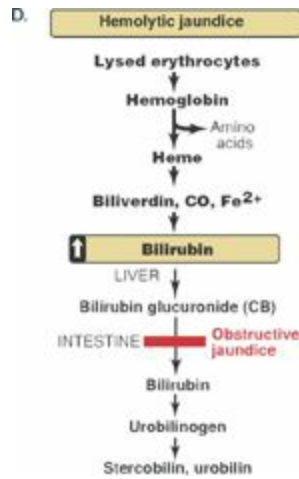 D.
Hemolytic jaundice
Lysed erythrocytes
Hemoglobin
Amino
acids
Heme
Biliverdin, CO, Fe2+
Bilirubin
LIVER
Bilirubin glucuronide (CB)
INTESTINE
Obstructive
jaundice
Bilirubin
Urobilinogen
Stercobilin, urobilin